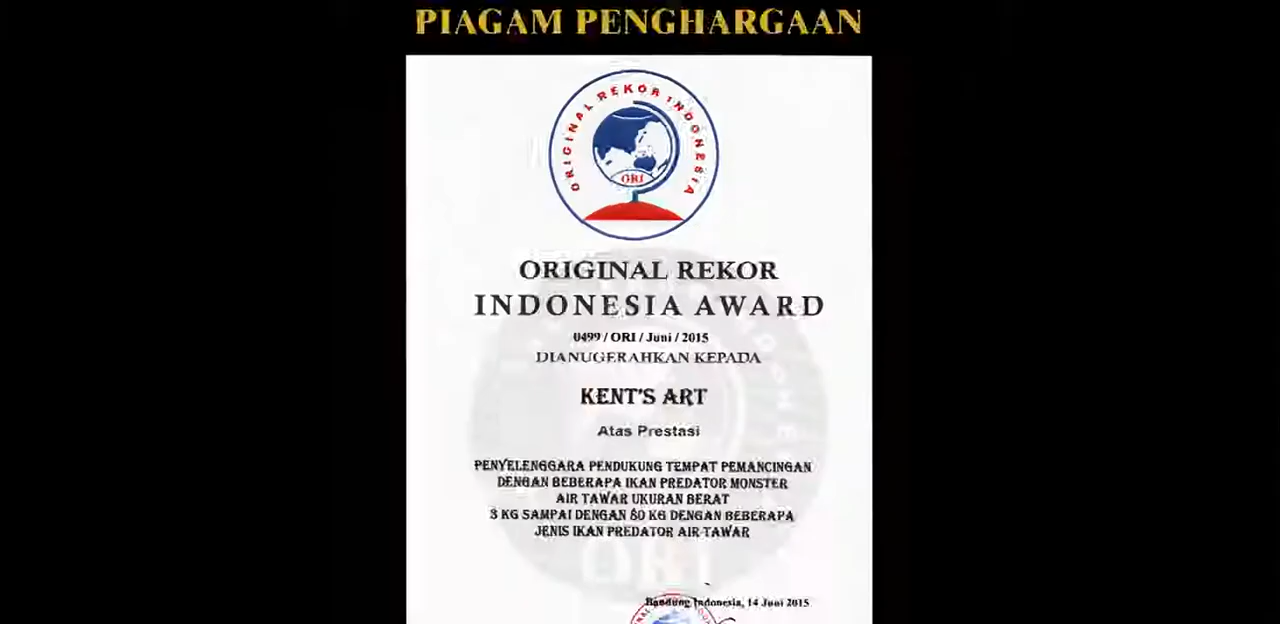 PIAGAM PENGHARGAAN
ORIGINAL REKOR INDONESIA
ORI
ORIGINAL REKOR
INDONESIA AWARD
0499 / ORI / Juni / 2015
DIANUGERAHKAN KEPADA
KENT'S ART
Atas Prestasi
PENYELENGGARA PENDUKUNG TEMPAT PEMANCINGAN
DENGAN BEBERAPA IKAN PREDATOR MONSTER
AIR TAWAR UKURAN BERAT
3 KG SAMPAI DENGAN 80 KG DENGAN BEBERAPA
JENIS IKAN PREDATOR AIR TAWAR
ORI
Bandung Indonesia, 14 Juni 2015